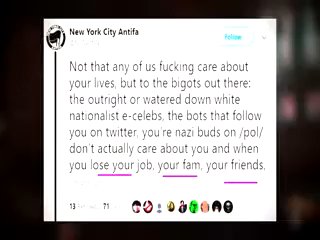 New York City Antifa
Follow
Not that any of us fucking care about
your lives, but to the bigots out there:
the outright or watered down white
nationalist e-celebs, the bots that follow
you on twitter, you're nazi buds on /pol/
don't actually care about you and when
you lose your job, your fam, your friends,
13 71